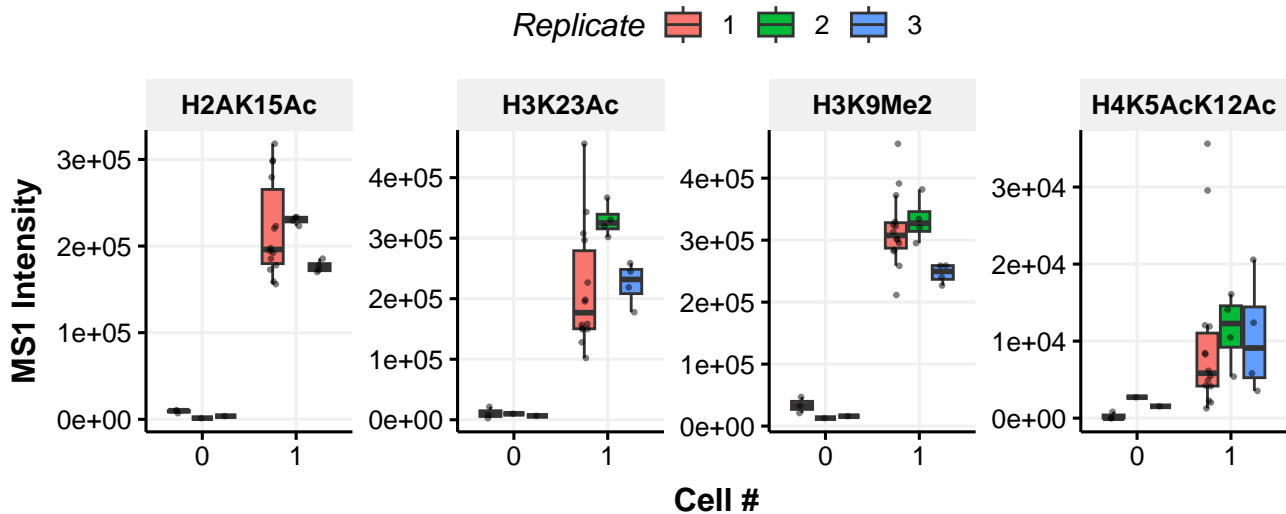 Replicate 1 2 3
H2AK15Ac H3K23Ac H3K9Me2 H4K5AcK12Ac
MS1 Intensity
3e+05
2e+05
1e+05
0e+00
0 1
4e+05
3e+05
2e+05
1e+05
0e+00
0 1
4e+05
3e+05
2e+05
1e+05
0e+00
0 1
3e+04
2e+04
1e+04
0e+00
0 1
Cell #